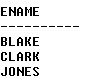 ENAME
----------
BLAKE
CLARK
JONES